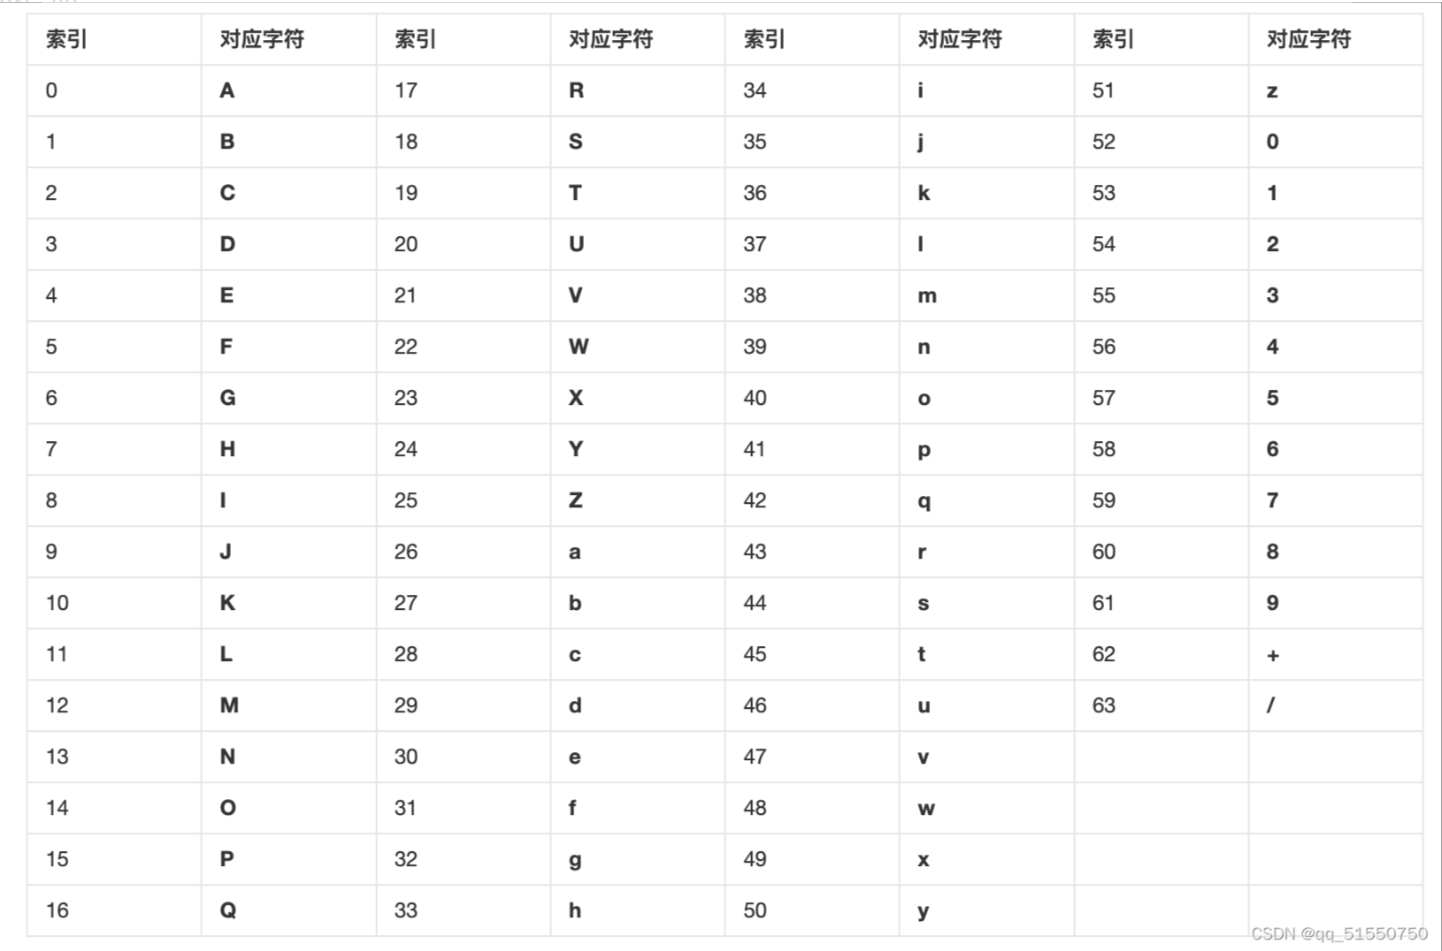 索引 对应字符 索引 对应字符 索引 对应字符 索引 对应字符
0 A 17 R 34 i 51 z
1 B 18 S 35 j 52 0
2 C 19 T 36 k 53 1
3 D 20 U 37 l 54 2
4 E 21 V 38 m 55 3
5 F 22 W 39 n 56 4
6 G 23 X 40 o 57 5
7 H 24 Y 41 p 58 6
8 I 25 Z 42 q 59 7
9 J 26 a 43 r 60 8
10 K 27 b 44 s 61 9
11 L 28 c 45 t 62 +
12 M 29 d 46 u 63 /
13 N 30 e 47 v
14 O 31 f 48 w
15 P 32 g 49 x
16 Q 33 h 50 y
CSDN @qq_51550750